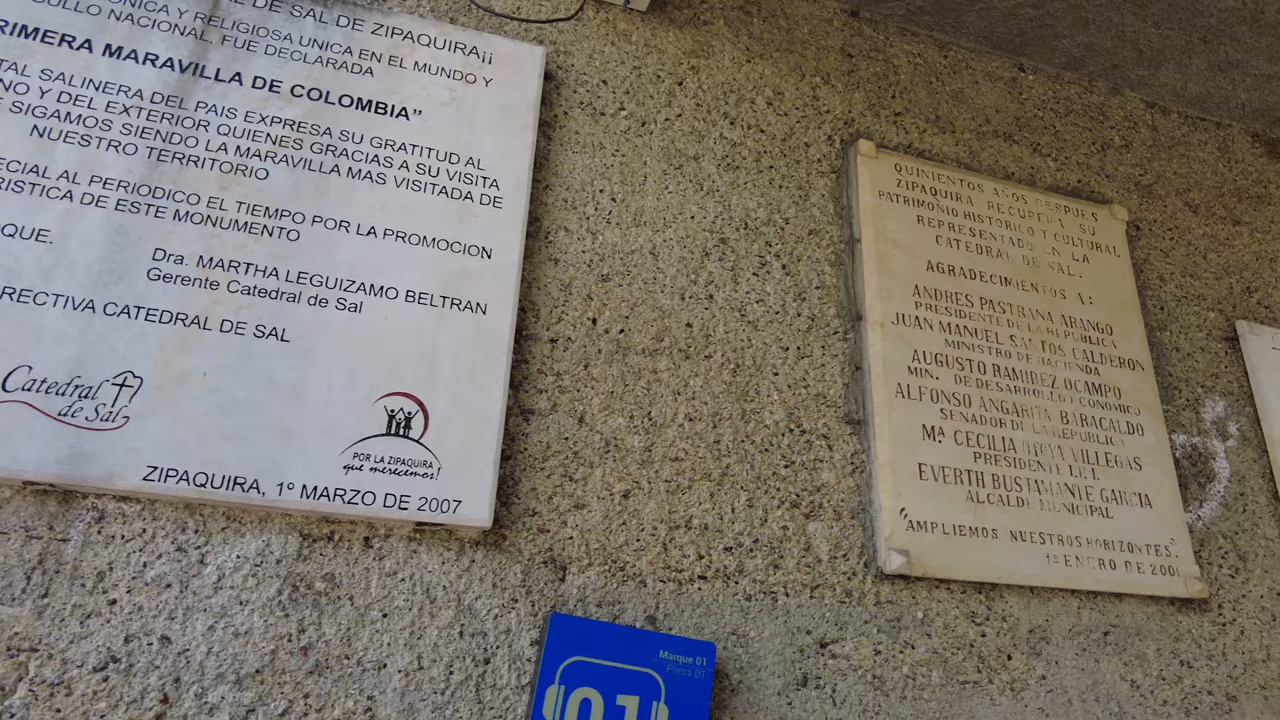 DE SAL DE ZIPAQUIRA¡¡
NICA Y RELIGIOSA UNICA EN EL MUNDO Y
NACIONAL, FUE DECLARADA
RIMERA MARAVILLA DE COLOMBIA”
TAL SALINERA DEL PAIS EXPRESA SU GRATITUD AL
NO Y DEL EXTERIOR QUIENES GRACIAS A SU VISITA
E SIGAMOS SIENDO LA MARAVILLA MAS VISITADA DE
NUESTRO TERRITORIO
ECIAL AL PERIODICO EL TIEMPO POR LA PROMOCION
RISTICA DE ESTE MONUMENTO
QUE.
Dra. MARTHA LEGUIZAMO BELTRAN
Gerente Catedral de Sal
RECTIVA CATEDRAL DE SAL
Catedral
de Sal
POR LA ZIPAQUIRA
que merecemos!
ZIPAQUIRA, 1º MARZO DE 2007
QUINIENTOS AÑOS DESPUES
ZIPAQUIRA RECUPERA SU
PATRIMONIO HISTORICO Y CULTURAL
REPRESENTADO EN LA
CATEDRAL DE SAL.
AGRADECIMIENTOS A:
ANDRES PASTRANA ARANGO
PRESIDENTE DE LA REPUBLICA
JUAN MANUEL SANTOS CALDERON
MINISTRO DE HACIENDA
AUGUSTO RAMIREZ OCAMPO
MIN. DE DESARROLLO ECONOMICO
ALFONSO ANGARITA BARACALDO
SENADOR DE LA REPUBLICA
Mª CECILIA OTOYA VILLEGAS
PRESIDENTE I.F.I.
EVERTH BUSTAMANTE GARCIA
ALCALDE MUNICIPAL
“AMPLIEMOS NUESTROS HORIZONTES”.
1º ENERO DE 2001
Marque 01
Press 01
01